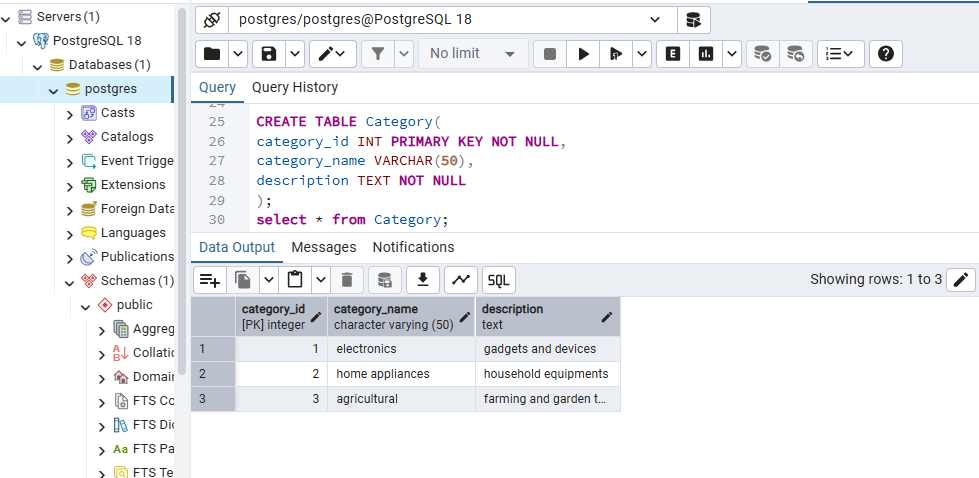 Servers (1)
PostgreSQL 18
Databases (1)
postgres
Casts
Catalogs
Event Trigge
Extensions
Foreign Data
Languages
Publications
Schemas (1)
public
Aggreg
Collatic
Domair
FTS Co
FTS Dic
Aa FTS Pa
FTS Te
postgres/postgres@PostgreSQL 18
No limit
E
Query Query History
24
25 CREATE TABLE Category(
26 category_id INT PRIMARY KEY NOT NULL,
27 category_name VARCHAR(50),
28 description TEXT NOT NULL
29 );
30 select * from Category;
Data Output Messages Notifications
SQL
Showing rows: 1 to 3
category_id category_name description
[PK] integer character varying (50) text
1 1 electronics gadgets and devices
2 2 home appliances household equipments
3 3 agricultural farming and garden t...